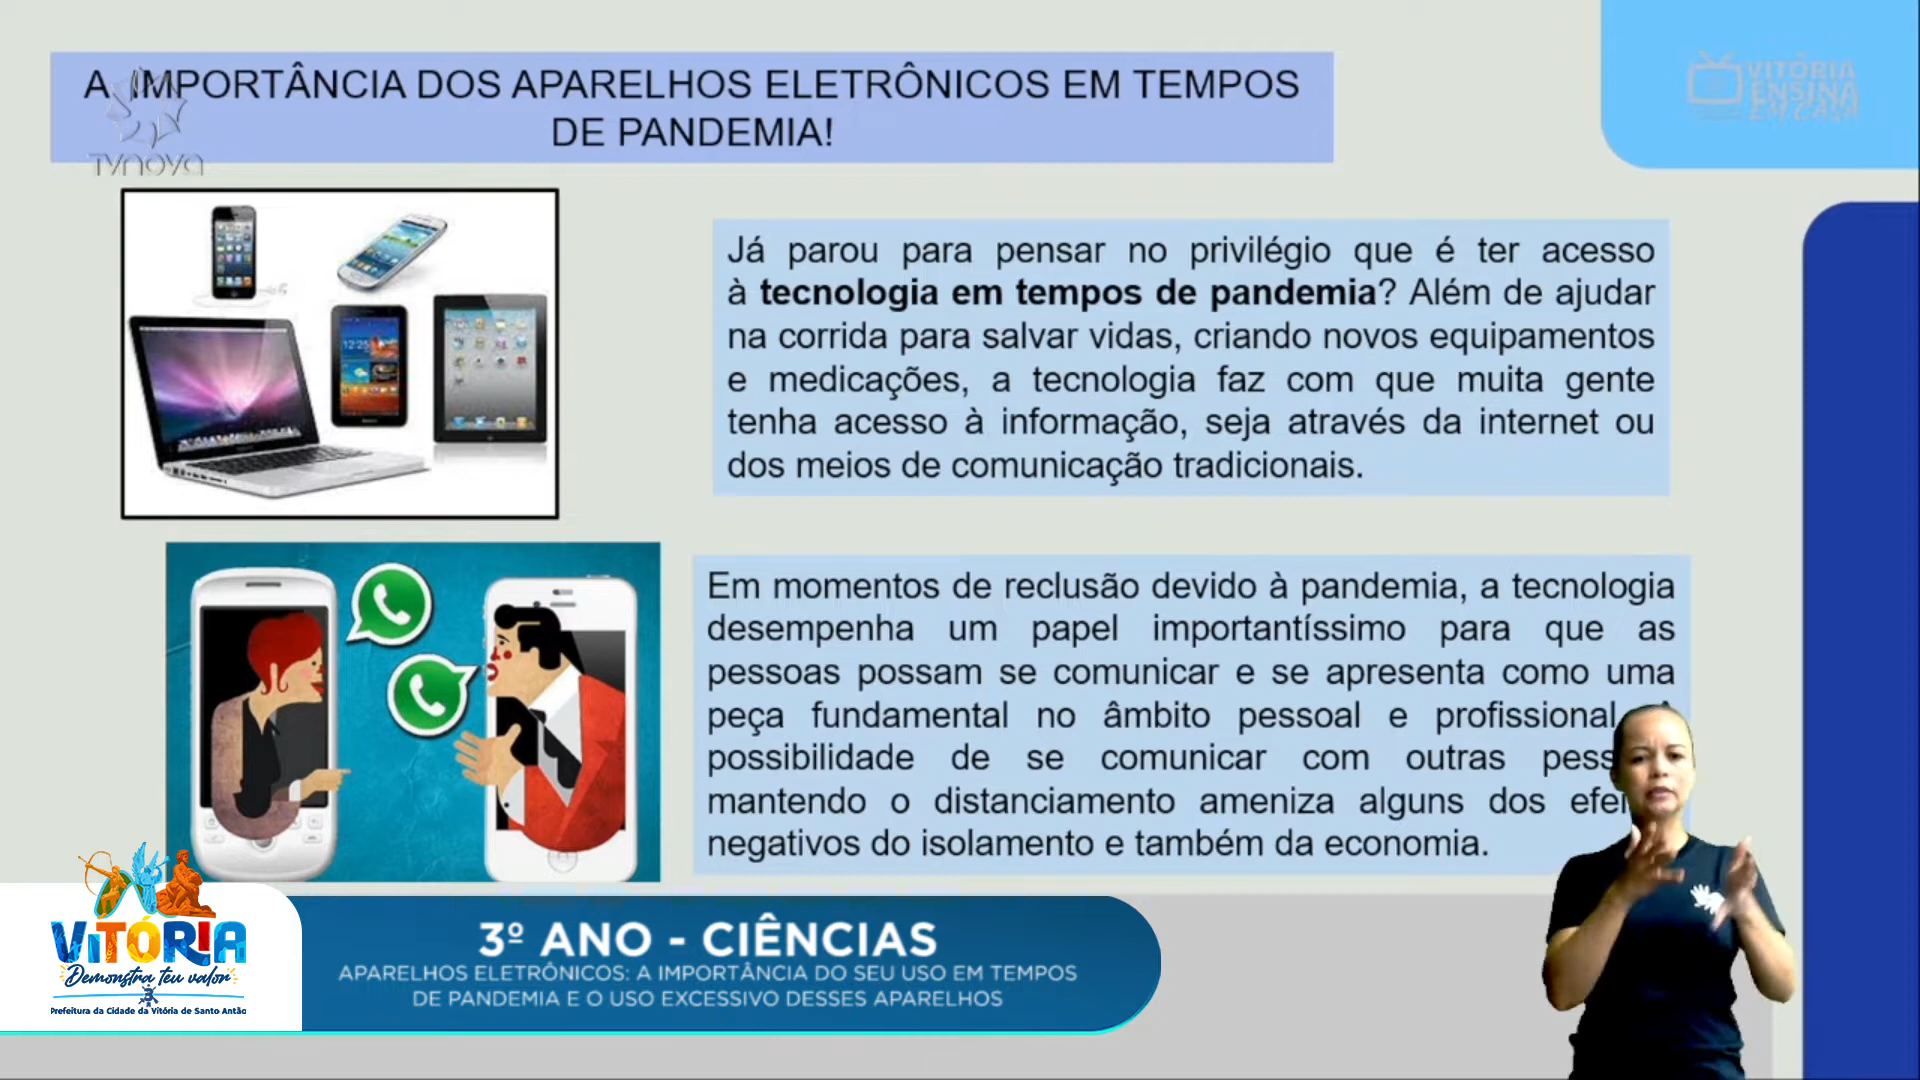 A IMPORTÂNCIA DOS APARELHOS ELETRÔNICOS EM TEMPOS
DE PANDEMIA!
TVNOVA
VITÓRIA
ENSINA
EM CASA
Já parou para pensar no privilégio que é ter acesso
à tecnologia em tempos de pandemia? Além de ajudar
na corrida para salvar vidas, criando novos equipamentos
e medicações, a tecnologia faz com que muita gente
tenha acesso à informação, seja através da internet ou
dos meios de comunicação tradicionais.
12:25
Em momentos de reclusão devido à pandemia, a tecnologia
desempenha um papel importantíssimo para que as
pessoas possam se comunicar e se apresenta como uma
peça fundamental no âmbito pessoal e profissional
possibilidade de se comunicar com outras
mantendo o distanciamento ameniza alguns dos
negativos do isolamento e também da economia.
VITÓRIA
Demonstra teu valor
Prefeitura da Cidade da Vitória de Santo Antão
3º ANO - CIÊNCIAS
APARELHOS ELETRÔNICOS: A IMPORTÂNCIA DO SEU USO EM TEMPOS
DE PANDEMIA E O USO EXCESSIVO DESSES APARELHOS